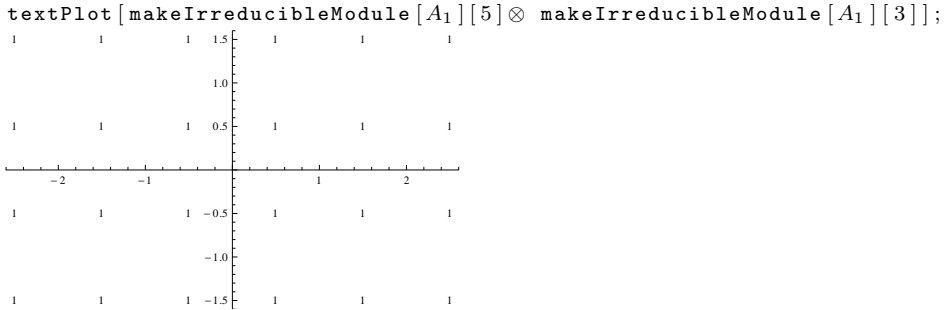 textPlot[makeIrreducibleModule[A₁][5]⊗ makeIrreducibleModule[A₁][3]];
1 1 1 1.5 1 1 1
1.0
1 1 1 0.5 1 1 1
−2 −1 1 2
1 1 1 −0.5 1 1 1
−1.0
1 1 1 −1.5 1 1 1